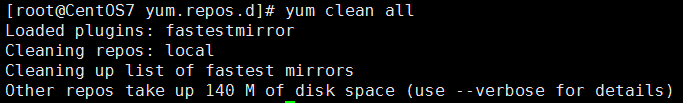 [root@CentOS7 yum.repos.d]# yum clean all
Loaded plugins: fastestmirror
Cleaning repos: local
Cleaning up list of fastest mirrors
Other repos take up 140 M of disk space (use --verbose for details)